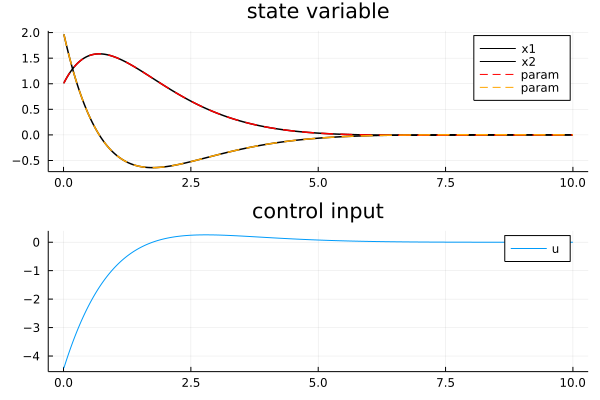 state variable
2.0
1.5
1.0
0.5
0.0
−0.5
x1
x2
param
param
0.0 2.5 5.0 7.5 10.0
control input
0
−1
−2
−3
−4
u
0.0 2.5 5.0 7.5 10.0